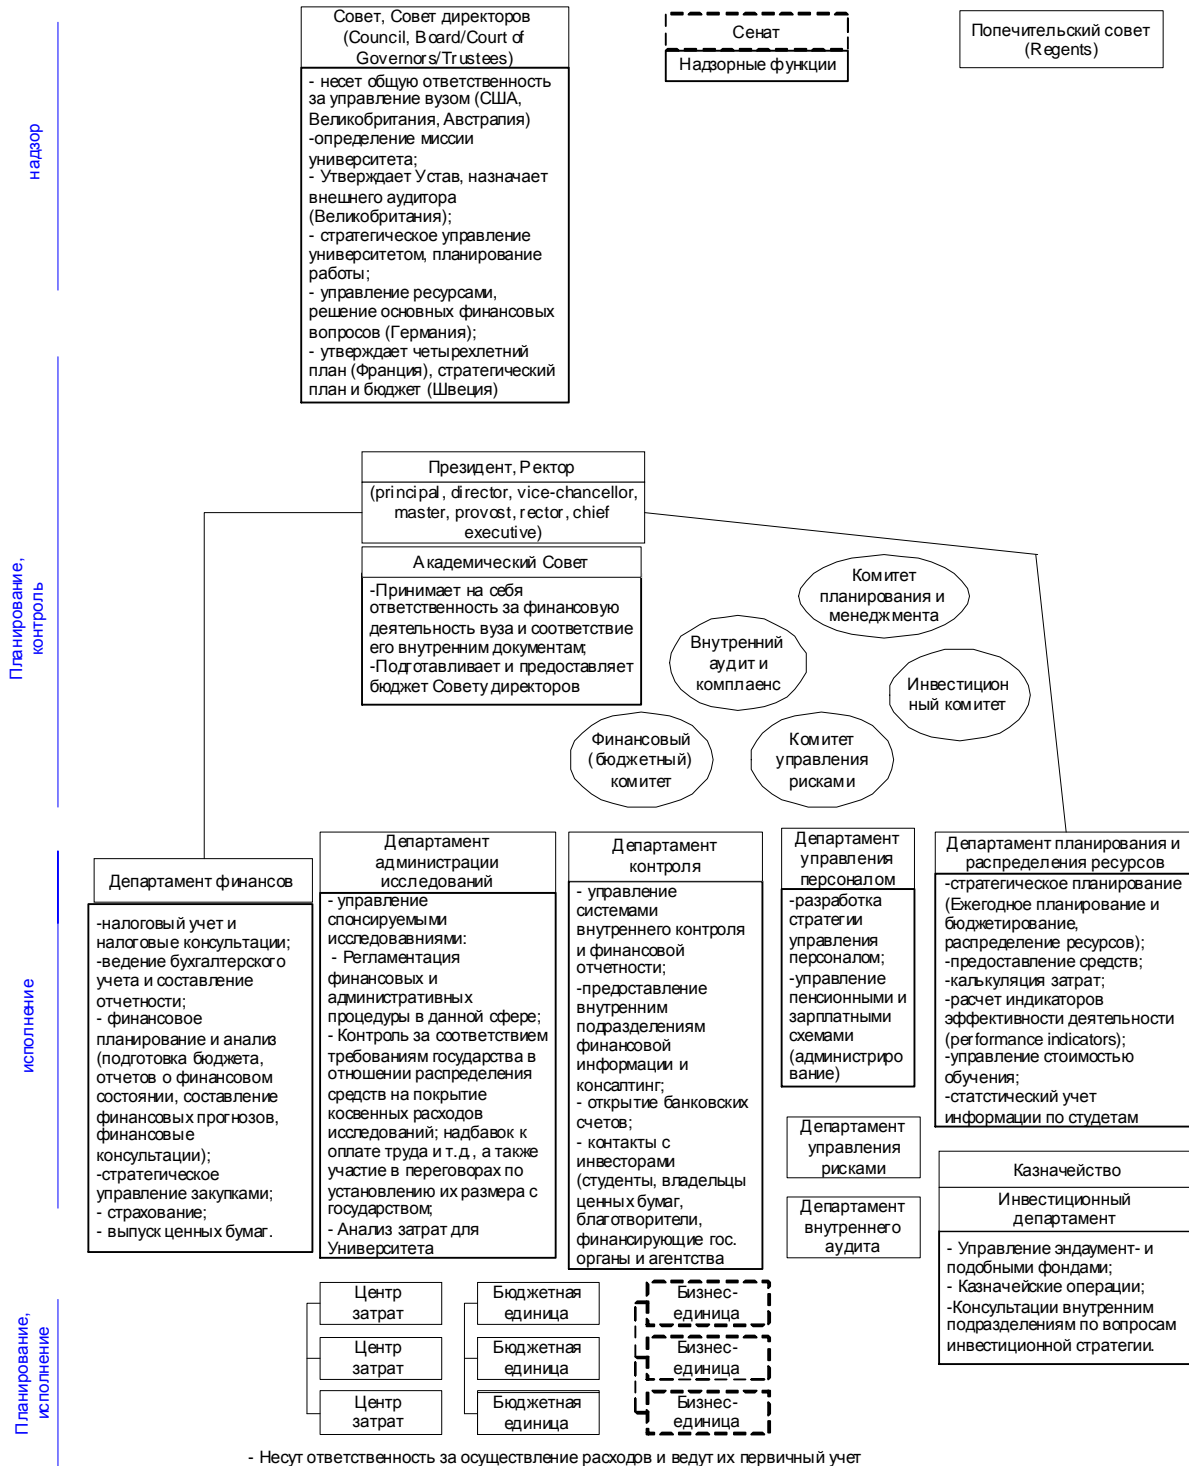 Совет, Совет директоров
(Council, Board/Court of
Governors/Trustees)
- несет общую ответственность
за управление вузом (США,
Великобритания, Австралия)
-определение миссии
университета;
- Утверждает Устав, назначает
внешнего аудитора
(Великобритания);
- стратегическое управление
университетом, планирование
работы;
- управление ресурсами,
решение основных финансовых
вопросов (Германия);
- утверждает четырехлетний
план (Франция), стратегический
план и бюджет (Швеция)
Сенат
Надзорные функции
Попечительский совет
(Regents)
надзор
Планирование,
контроль
Президент, Ректор
(principal, director, vice-chancellor,
master, provost, rector, chief
executive)
Академический Совет
-Принимает на себя
ответственность за финансовую
деятельность вуза и соответствие
его внутренним документам;
-Подготавливает и предоставляет
бюджет Совету директоров
Комитет
планирования и
менеджмента
Внутренний
аудит и
комплаенс
Инвестицион
ный комитет
Финансовый
(бюджетный)
комитет
Комитет
управления
рисками
исполнение
Департамент финансов
-налоговый учет и
налоговые консультации;
-ведение бухгалтерского
учета и составление
отчетности;
- финансовое
планирование и анализ
(подготовка бюджета,
отчетов о финансовом
состоянии, составление
финансовых прогнозов,
финансовые
консультации);
-стратегическое
управление закупками;
- страхование;
- выпуск ценных бумаг.
Департамент
администрации
исследований
- управление
спонсируемыми
исследовавниями:
- Регламентация
финансовых и
административных
процедуры в данной сфере;
- Контроль за соответствием
требованиям государства в
отношении распределения
средств на покрытие
косвенных расходов
исследований; надбавок к
оплате труда и т.д., а также
участие в переговорах по
установлению их размера с
государством;
- Анализ затрат для
Университета
Департамент
контроля
- управление
системами
внутреннего контроля
и финансовой
отчетности;
-предоставление
внутренним
подразделениям
финансовой
информации и
консалтинг;
- открытие банковских
счетов;
- контакты с
инвесторами
(студенты, владельцы
ценных бумаг,
благотворители,
финансирующие гос.
органы и агентства
Департамент
управления
персоналом
-разработка
стратегии
управления
персоналом;
-управление
пенсионными и
зарплатными
схемами
(администриро
вание)
Департамент
управления
рисками
Департамент
внутреннего
аудита
Департамент планирования и
распределения ресурсов
-стратегическое планирование
(Ежегодное планирование и
бюджетирование,
распределение ресурсов);
-предоставление средств;
-калькуляция затрат;
-расчет индикаторов
эффективности деятельности
(performance indicators);
-управление стоимостью
обучения;
-статстический учет
информации по студетам
Казначейство
Инвестиционный
департамент
- Управление эндаумент- и
подобными фондами;
- Казначейские операции;
-Консультации внутренним
подразделениям по вопросам
инвестиционной стратегии.
Планирование,
исполнение
Центр
затрат
Центр
затрат
Центр
затрат
Бюджетная
единица
Бюджетная
единица
Бюджетная
единица
Бизнес-
единица
Бизнес-
единица
Бизнес-
единица
- Несут ответственность за осуществление расходов и ведут их первичный учет